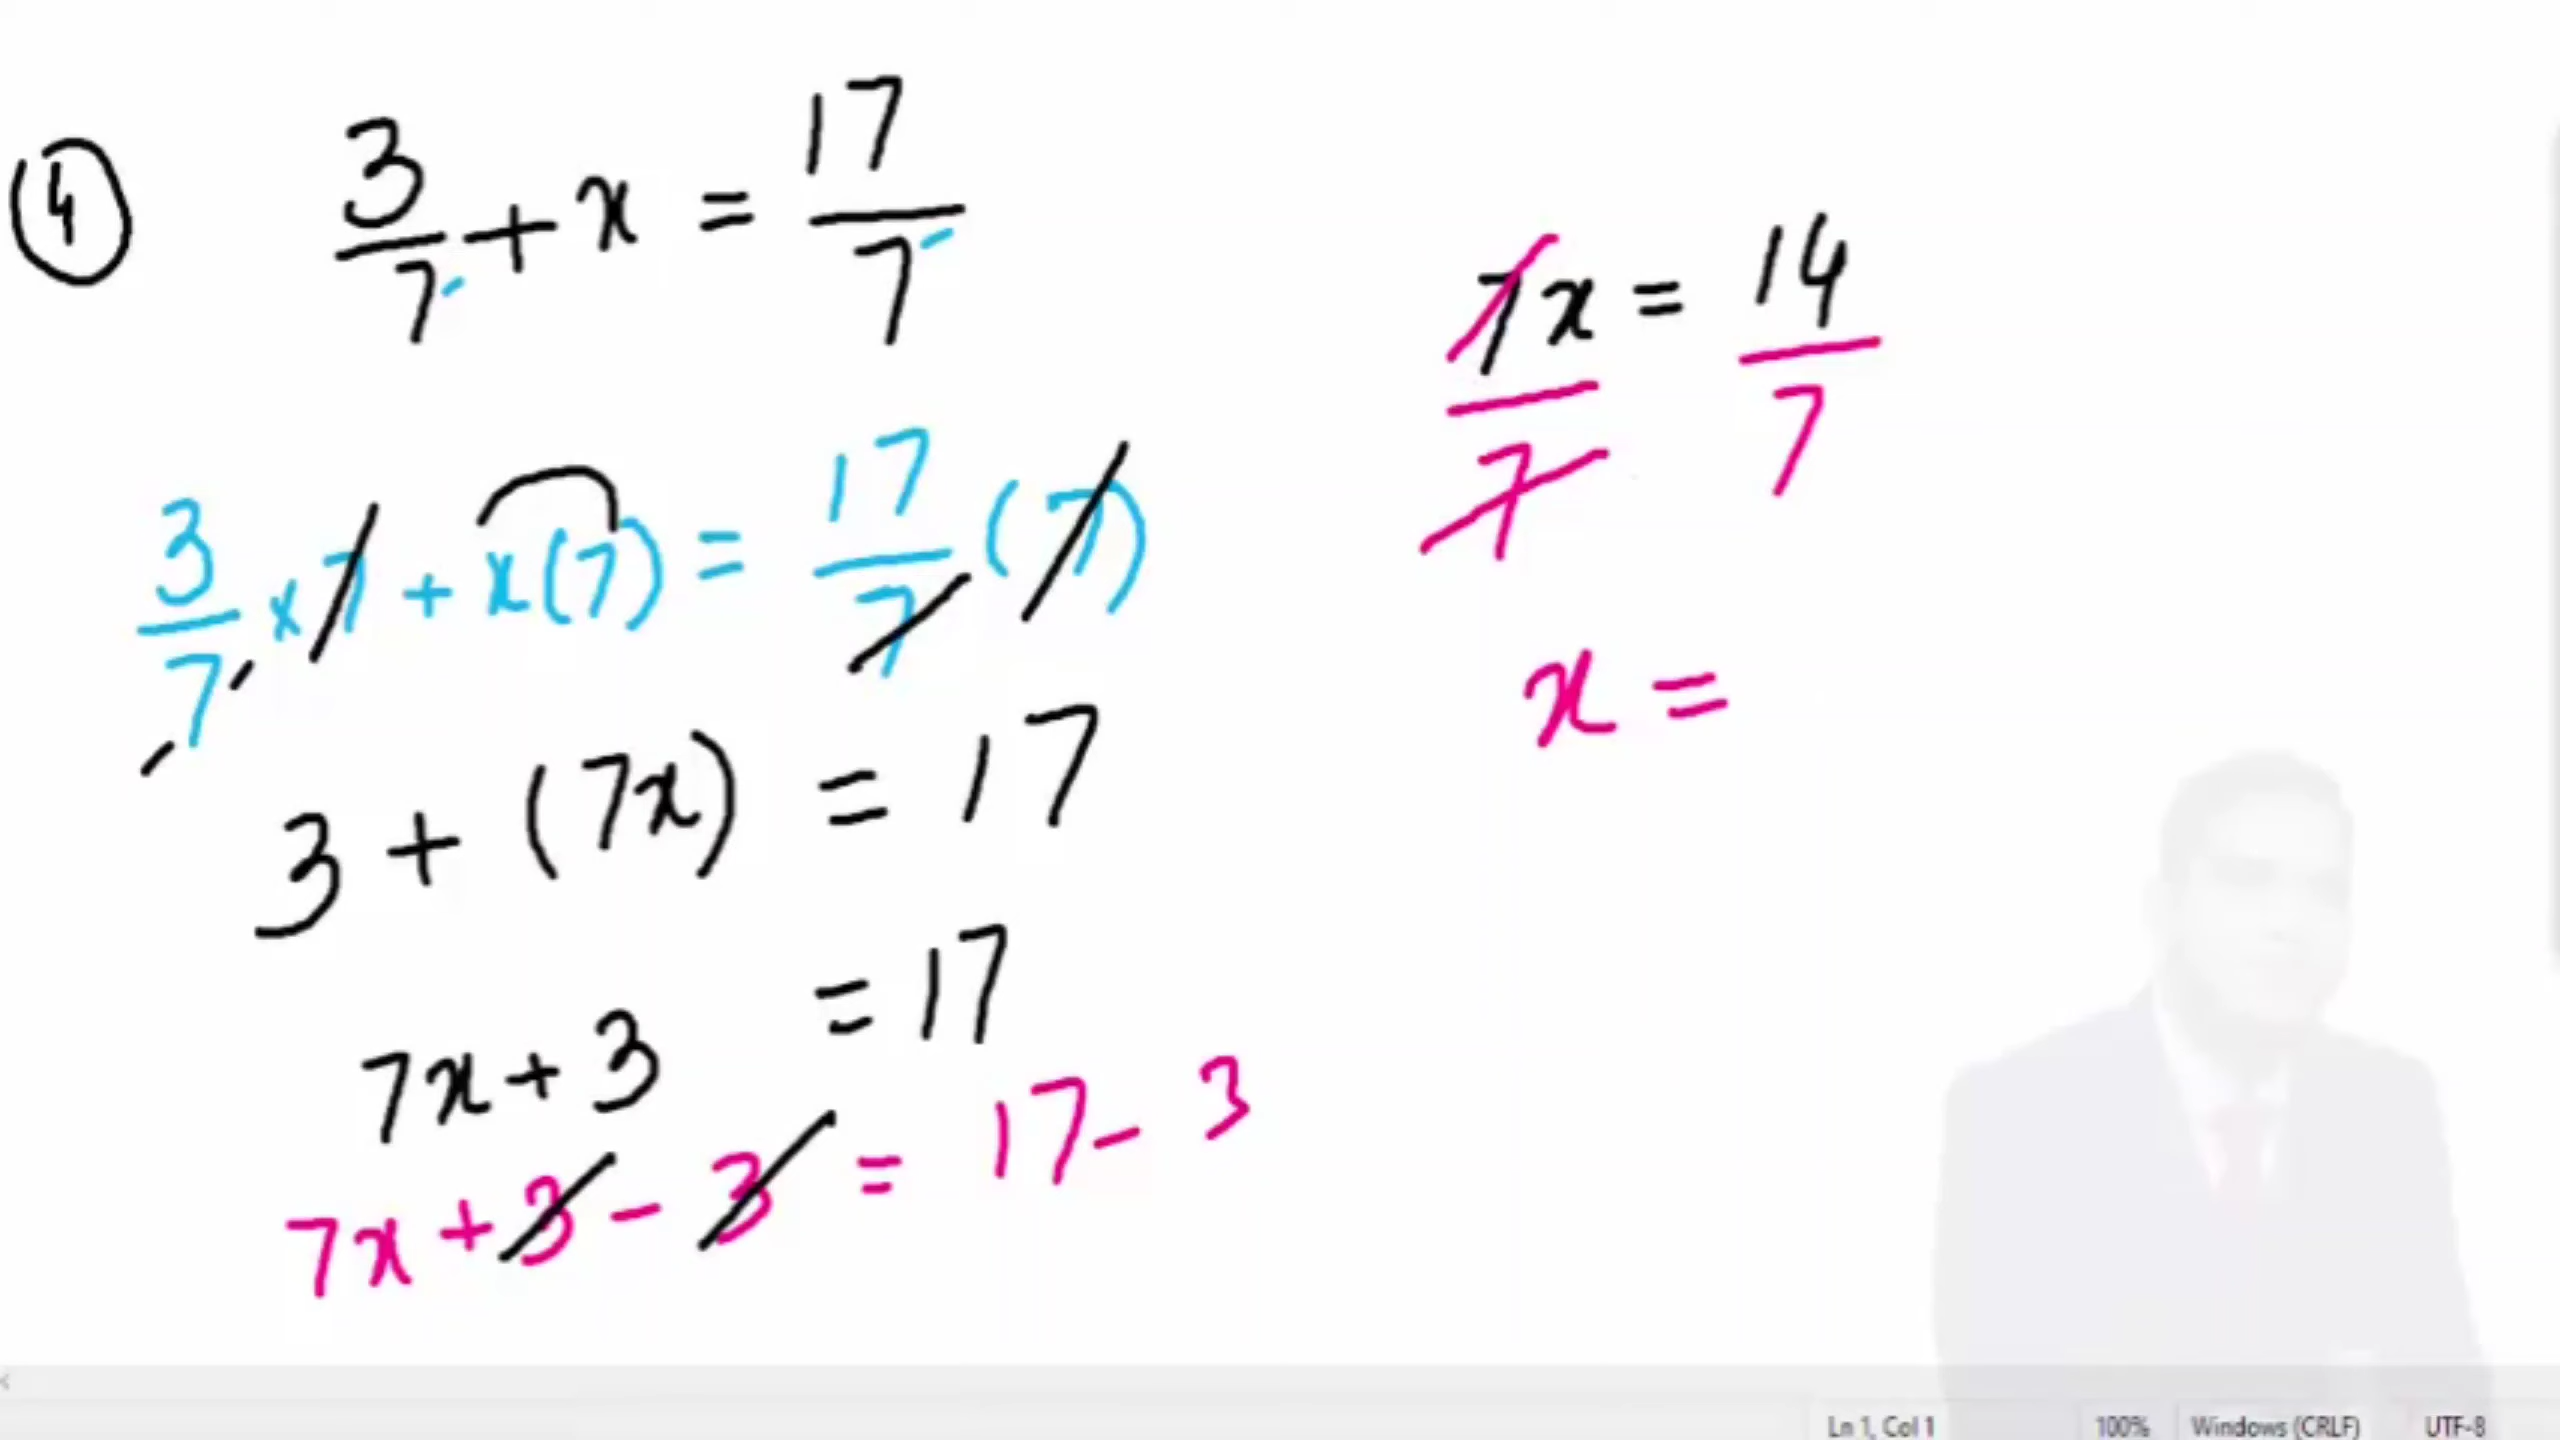 4
3/7 + x = 17/7
3/7 × 7 + x(7) = 17/7 (7)
3 + (7x) = 17
7x + 3 = 17
7x + 3 - 3 = 17 - 3
7x/7 = 14/7
x =
Ln 1, Col 1 100% Windows (CRLF) UTF-8